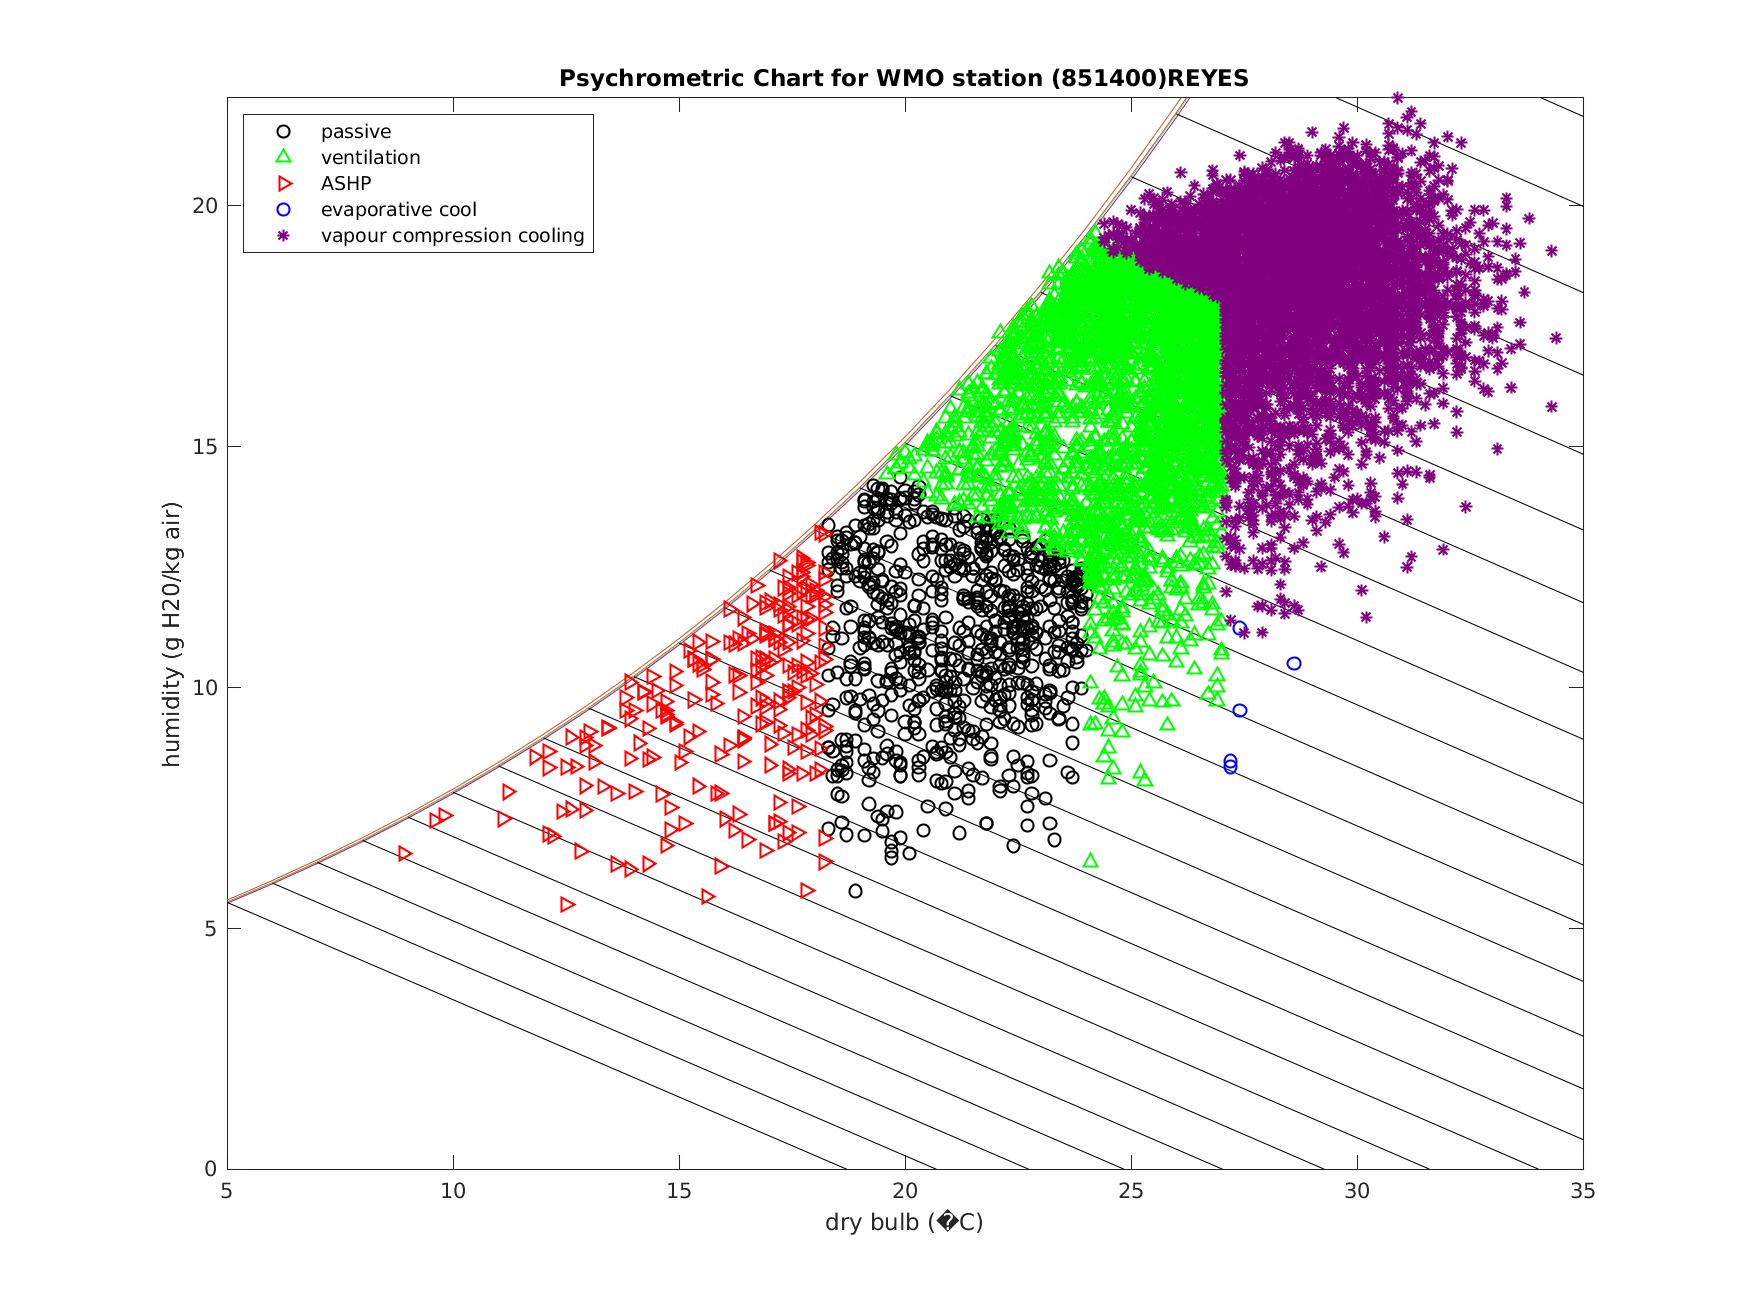 Psychrometric Chart for WMO station (851400)REYES
passive
ventilation
ASHP
evaporative cool
vapour compression cooling
humidity (g H20/kg air)
20
15
10
5
0
5 10 15 20 25 30 35
dry bulb (�C)